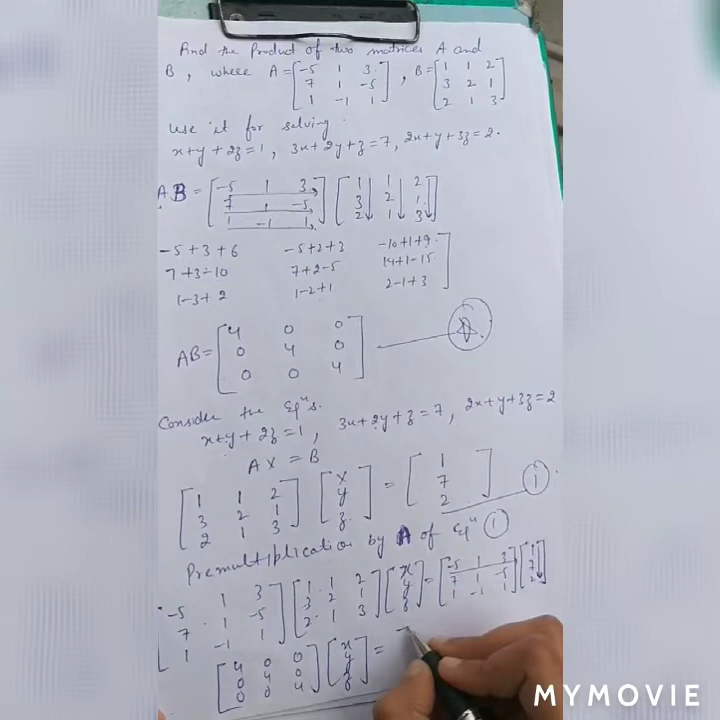 Find the Product of two matrices A and
B, where A = [-5 1 3; 7 1 -5; 1 -1 1], B = [1 1 2; 3 2 1; 2 1 3]
Use it for solving
x+y+2z=1, 3x+2y+z=7, 2x+y+3z=2.
AB = [-5 1 3; 7 1 -5; 1 -1 1] [1 1 2; 3 2 1; 2 1 3]
-5+3+6 -5+2+3 -10+1+9
7+3-10 7+2-5 14+1-15
1-3+2 1-2+1 2-1+3
AB = [4 0 0; 0 4 0; 0 0 4]
Consider the Eqⁿs.
x+y+2z=1, 3x+2y+z=7, 2x+y+3z=2
AX = B
[1 1 2; 3 2 1; 2 1 3] [x; y; z] = [1; 7; 2] (1)
Premultiplication by A of Eqⁿ (1)
[-5 1 3; 7 1 -5; 1 -1 1] [1 1 2; 3 2 1; 2 1 3] [x; y; z] = [-5 1 3; 7 1 -5; 1 -1 1] [1; 7; 2]
[4 0 0; 0 4 0; 0 0 4] [x; y; z] =
MYMOVIE